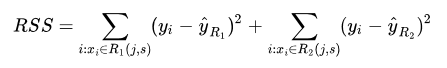 $RSS = \sum_{i:x_i \in R_1(j,s)} (y_i - \hat{y}_{R_1})^2 + \sum_{i:x_i \in R_2(j,s)} (y_i - \hat{y}_{R_2})^2$